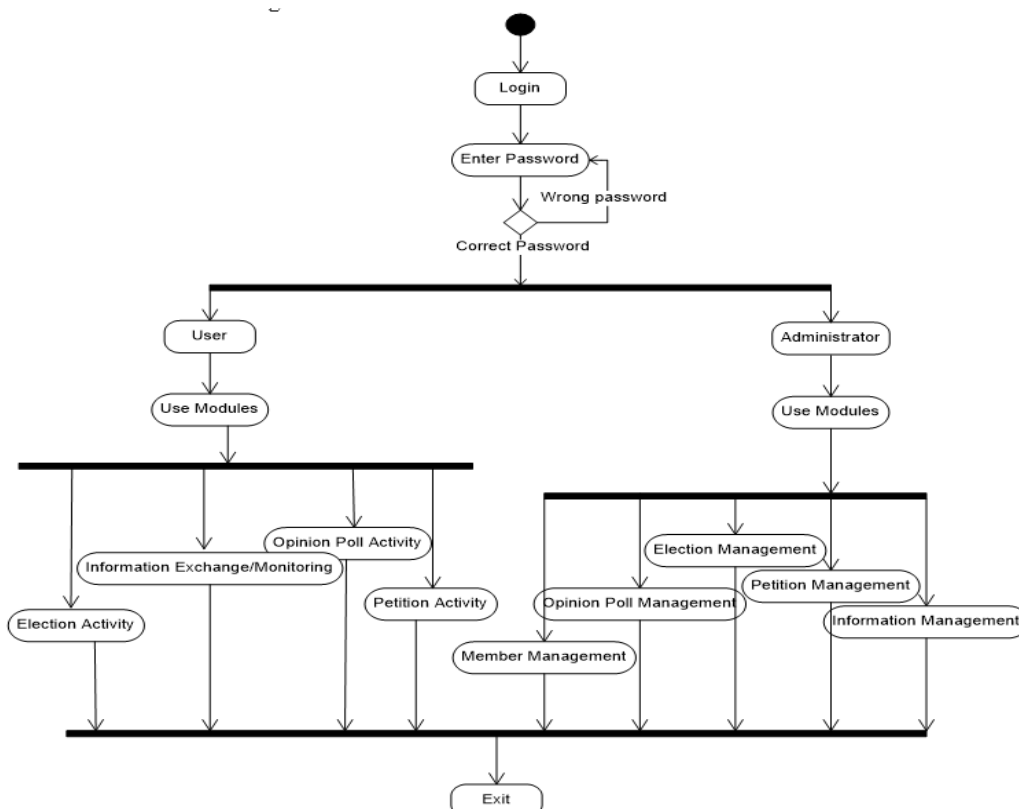 Login
Enter Password
Wrong password
Correct Password
User
Administrator
Use Modules
Use Modules
Opinion Poll Activity
Election Management
Information Exchange/Monitoring
Petition Management
Petition Activity
Opinion Poll Management
Election Activity
Information Management
Member Management
Exit